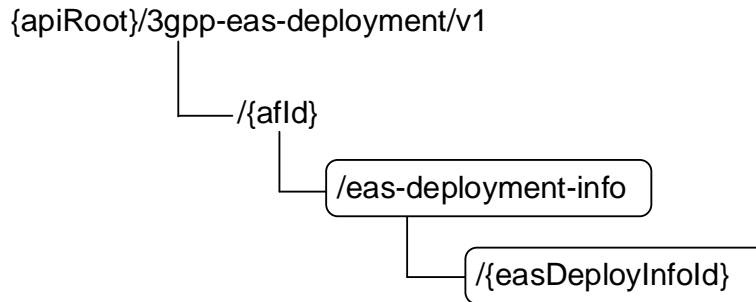 {apiRoot}/3gpp-eas-deployment/v1
/{afId}
/eas-deployment-info
/{easDeployInfoId}